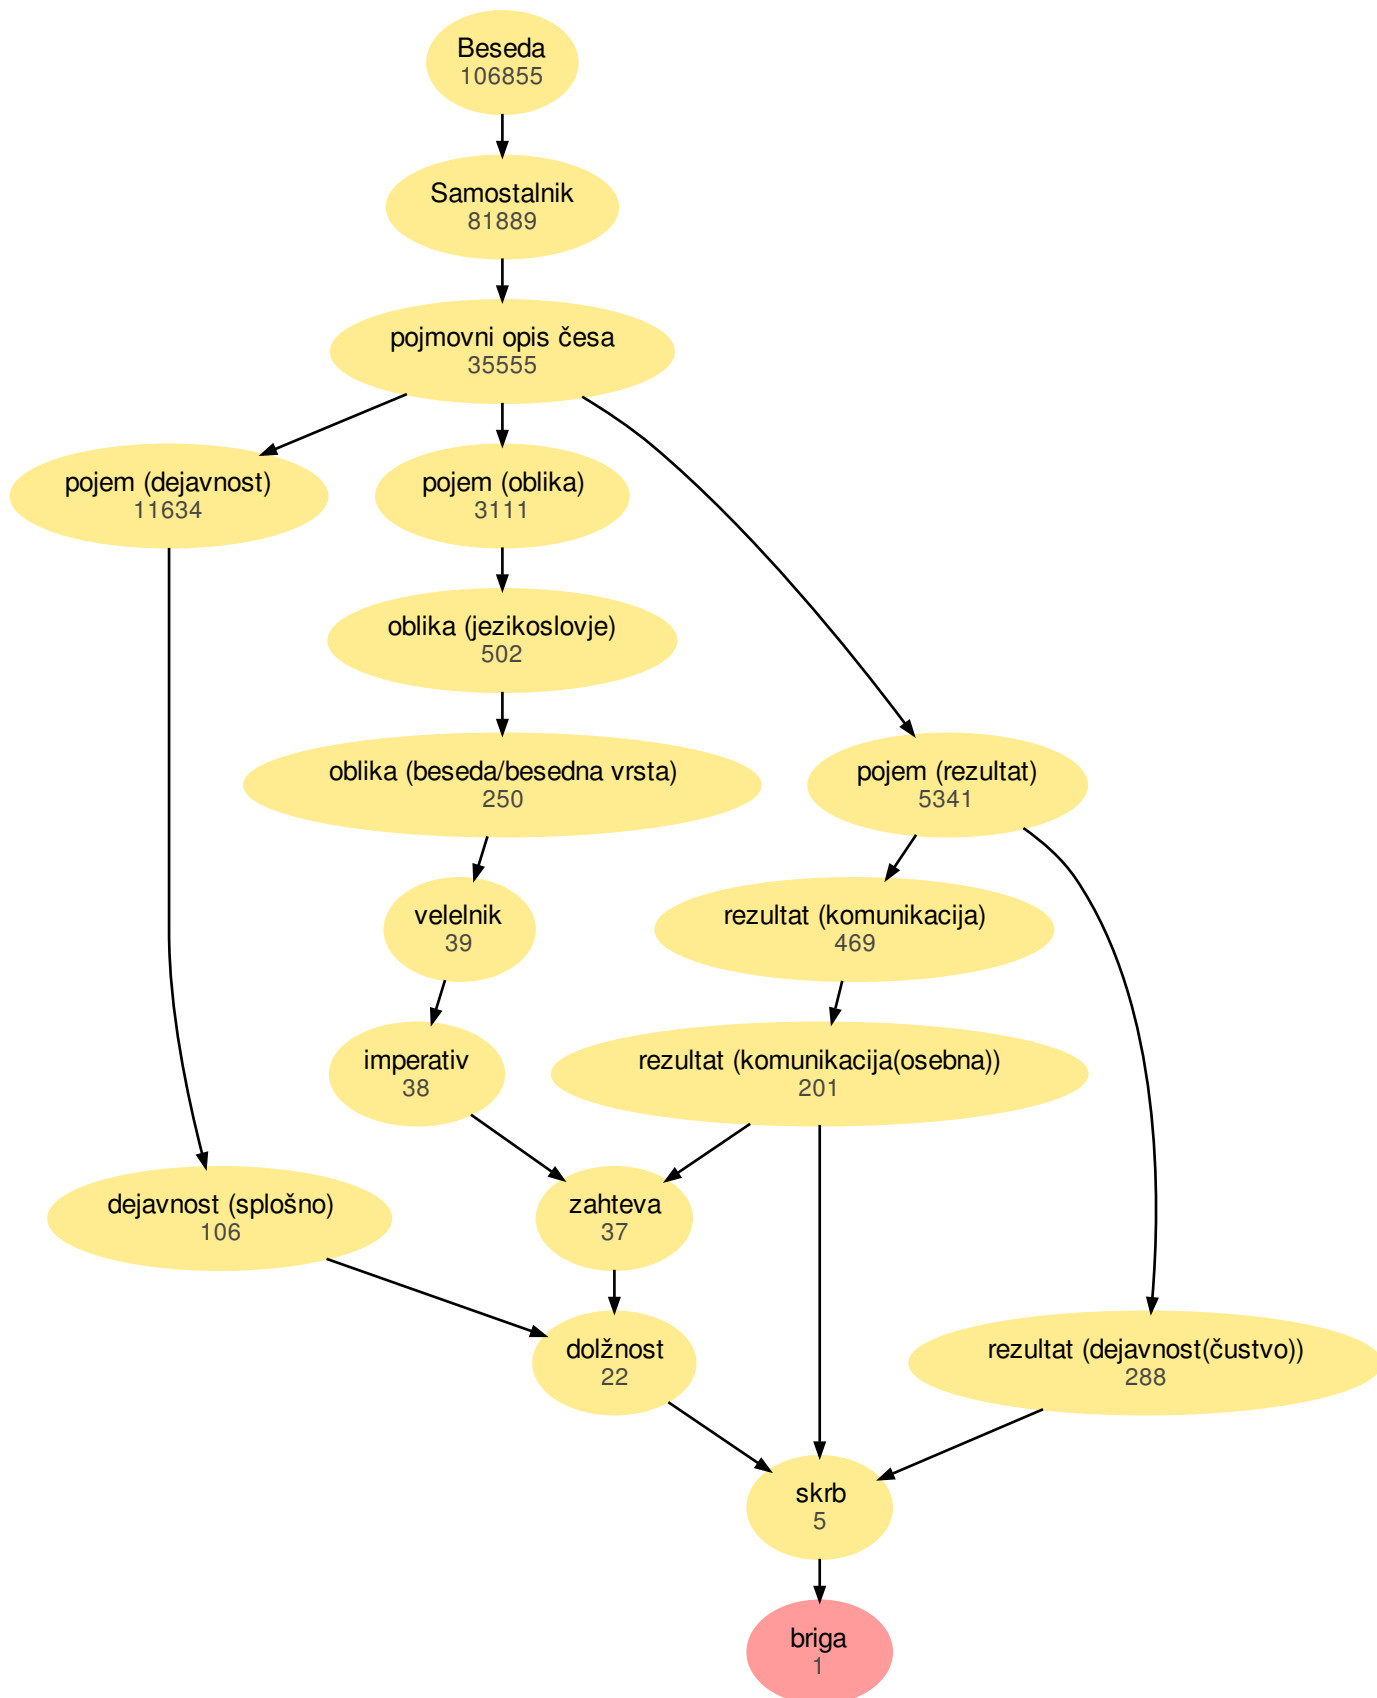 Beseda
106855
Samostalnik
81889
pojmovni opis česa
35555
pojem (dejavnost)
11634
pojem (oblika)
3111
oblika (jezikoslovje)
502
oblika (beseda/besedna vrsta)
250
pojem (rezultat)
5341
velelnik
39
rezultat (komunikacija)
469
imperativ
38
rezultat (komunikacija(osebna))
201
dejavnost (splošno)
106
zahteva
37
dolžnost
22
rezultat (dejavnost(čustvo))
288
skrb
5
briga
1